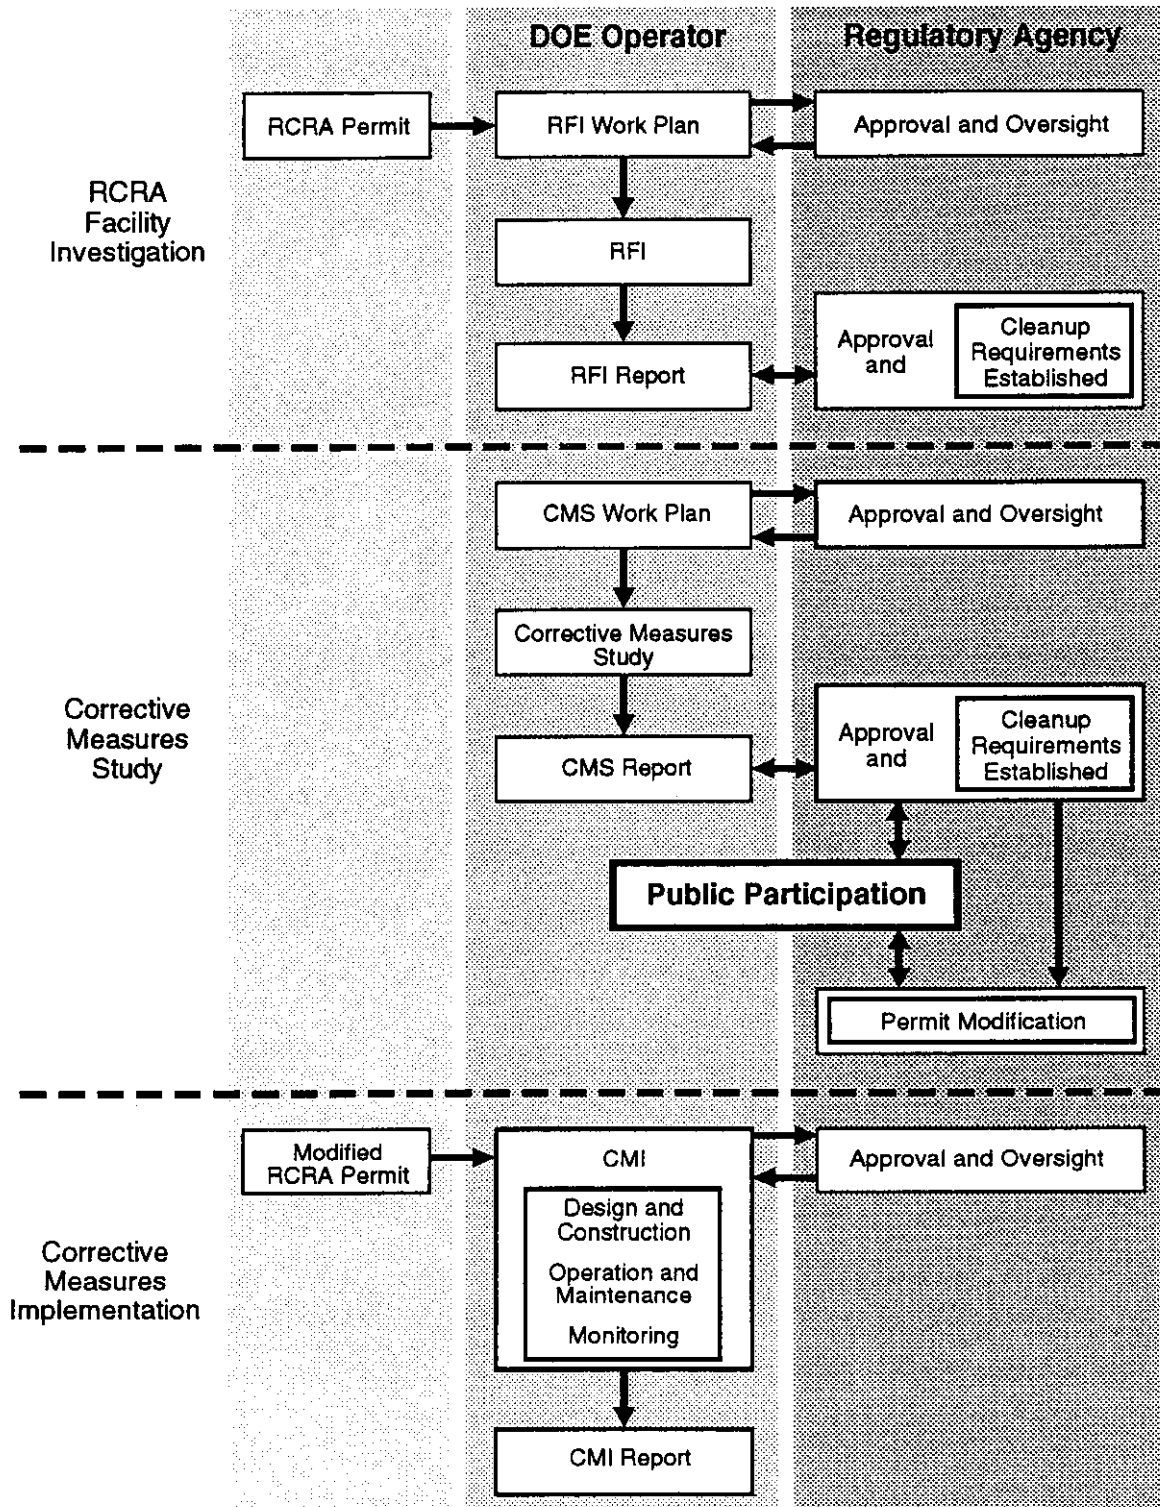 DOE Operator
Regulatory Agency
RCRA Permit
RFI Work Plan
Approval and Oversight
RCRA
Facility
Investigation
RFI
RFI Report
Approval
and
Cleanup
Requirements
Established
CMS Work Plan
Approval and Oversight
Corrective Measures
Study
Corrective
Measures
Study
CMS Report
Approval
and
Cleanup
Requirements
Established
Public Participation
Permit Modification
Modified
RCRA Permit
CMI
Approval and Oversight
Design and
Construction
Operation and
Maintenance
Monitoring
Corrective
Measures
Implementation
CMI Report